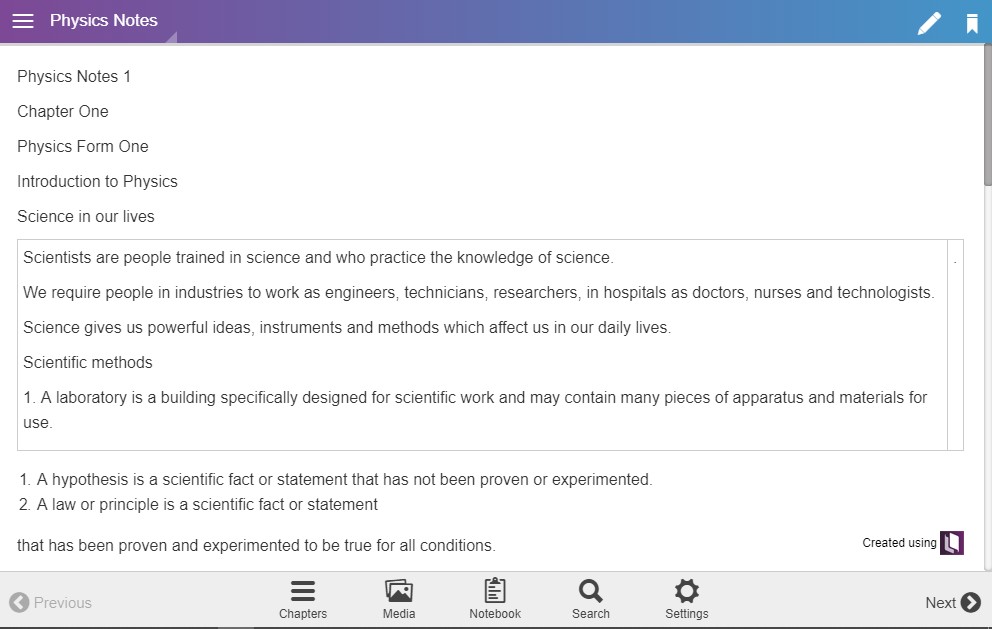 Physics Notes
Physics Notes 1
Chapter One
Physics Form One
Introduction to Physics
Science in our lives
Scientists are people trained in science and who practice the knowledge of science.
.
We require people in industries to work as engineers, technicians, researchers, in hospitals as doctors, nurses and technologists.
Science gives us powerful ideas, instruments and methods which affect us in our daily lives.
Scientific methods
1. A laboratory is a building specifically designed for scientific work and may contain many pieces of apparatus and materials for
use.
1. A hypothesis is a scientific fact or statement that has not been proven or experimented.
2. A law or principle is a scientific fact or statement
that has been proven and experimented to be true for all conditions.
Created using
Previous
Chapters
Media
Notebook
Search
Settings
Next